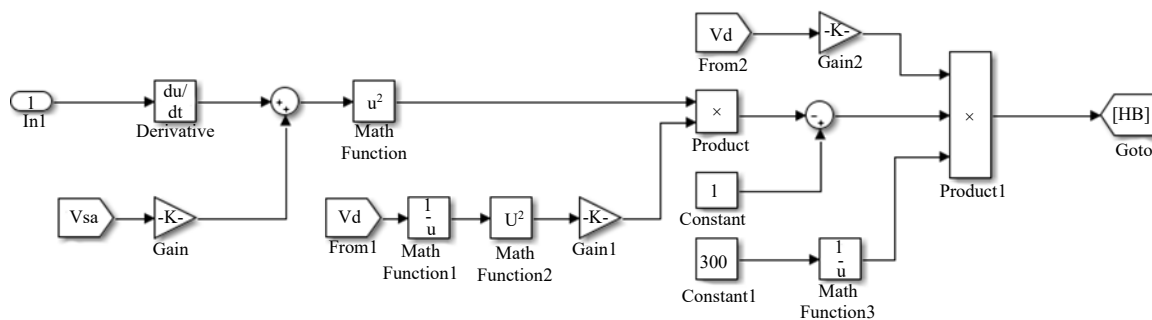 Vd
-K-
From2
Gain2
1
In1
du/
dt
Derivative
+
+
u²
Math
Function
×
Product
-
+
×
Product1
[HB]
Goto
Vsa
-K-
Gain
Vd
From1
1
-
u
Math
Function1
U²
Math
Function2
-K-
Gain1
1
Constant
300
Constant1
1
-
u
Math
Function3